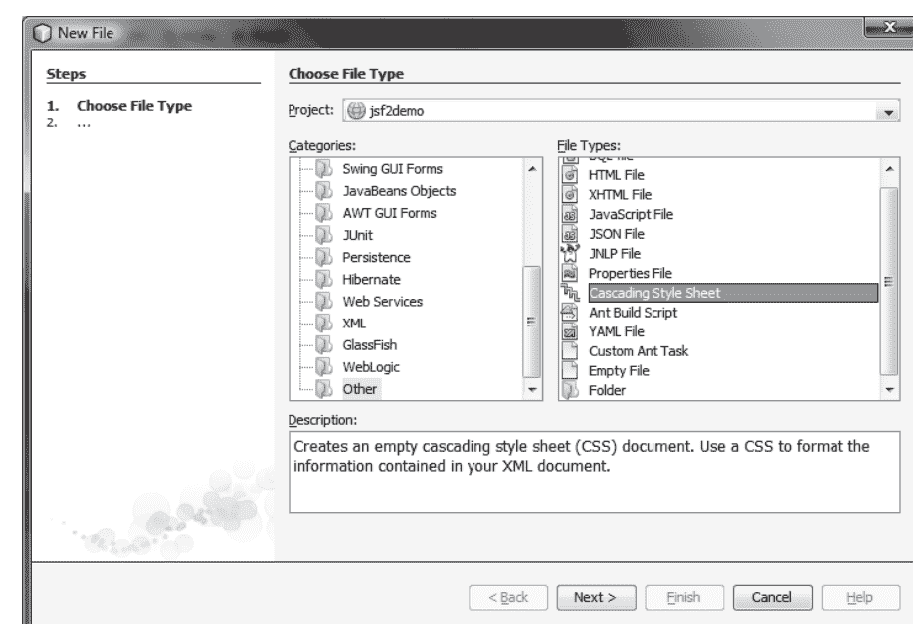 New File
Steps
1. Choose File Type
2. ...
Choose File Type
Project: jsf2demo
Categories:
Swing GUI Forms
JavaBeans Objects
AWT GUI Forms
JUnit
Persistence
Hibernate
Web Services
XML
GlassFish
WebLogic
Other
File Types:
HTML File
XHTML File
JavaScript File
JSON File
JNLP File
Properties File
Cascading Style Sheet
Ant Build Script
YAML File
Custom Ant Task
Empty File
Folder
Description:
Creates an empty cascading style sheet (CSS) document. Use a CSS to format the
information contained in your XML document.
< Back
Next >
Finish
Cancel
Help